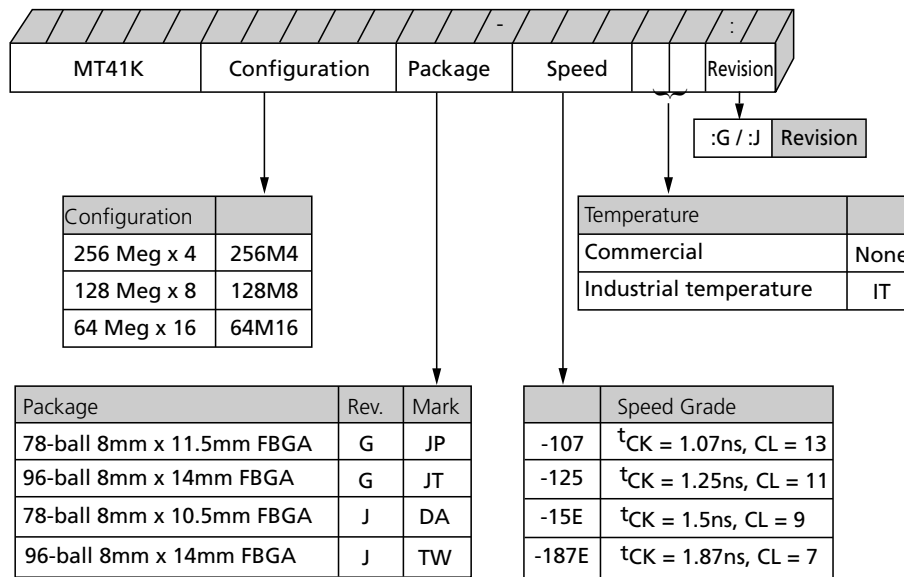 - :
MT41K Configuration Package Speed Revision
:G / :J Revision
Configuration
256 Meg x 4 256M4
128 Meg x 8 128M8
64 Meg x 16 64M16
Temperature
Commercial None
Industrial temperature IT
Package Rev. Mark
78-ball 8mm x 11.5mm FBGA G JP
96-ball 8mm x 14mm FBGA G JT
78-ball 8mm x 10.5mm FBGA J DA
96-ball 8mm x 14mm FBGA J TW
Speed Grade
-107 tCK = 1.07ns, CL = 13
-125 tCK = 1.25ns, CL = 11
-15E tCK = 1.5ns, CL = 9
-187E tCK = 1.87ns, CL = 7